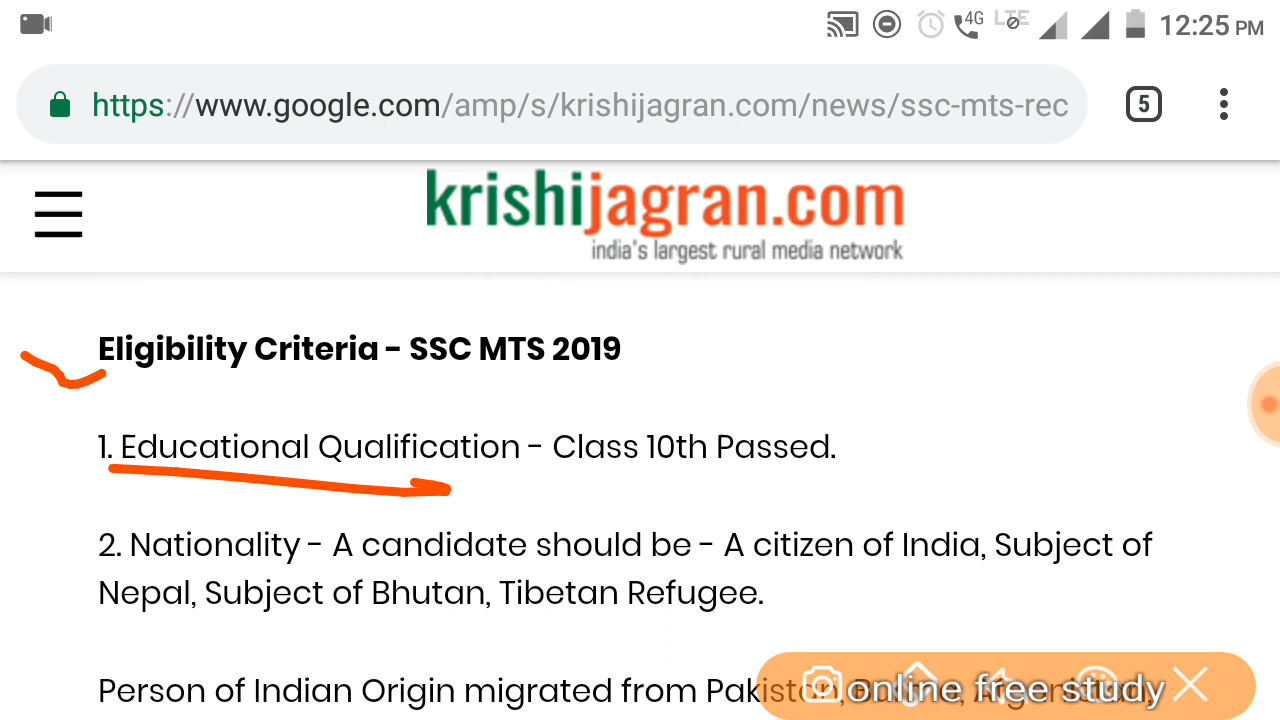 4G LTE 12:25 PM
https://www.google.com/amp/s/krishijagran.com/news/ssc-mts-rec 5
krishijagran.com
india's largest rural media network
Eligibility Criteria - SSC MTS 2019
1. Educational Qualification - Class 10th Passed.
2. Nationality - A candidate should be - A citizen of India, Subject of
Nepal, Subject of Bhutan, Tibetan Refugee.
Person of Indian Origin migrated from Pakistan,
online free study